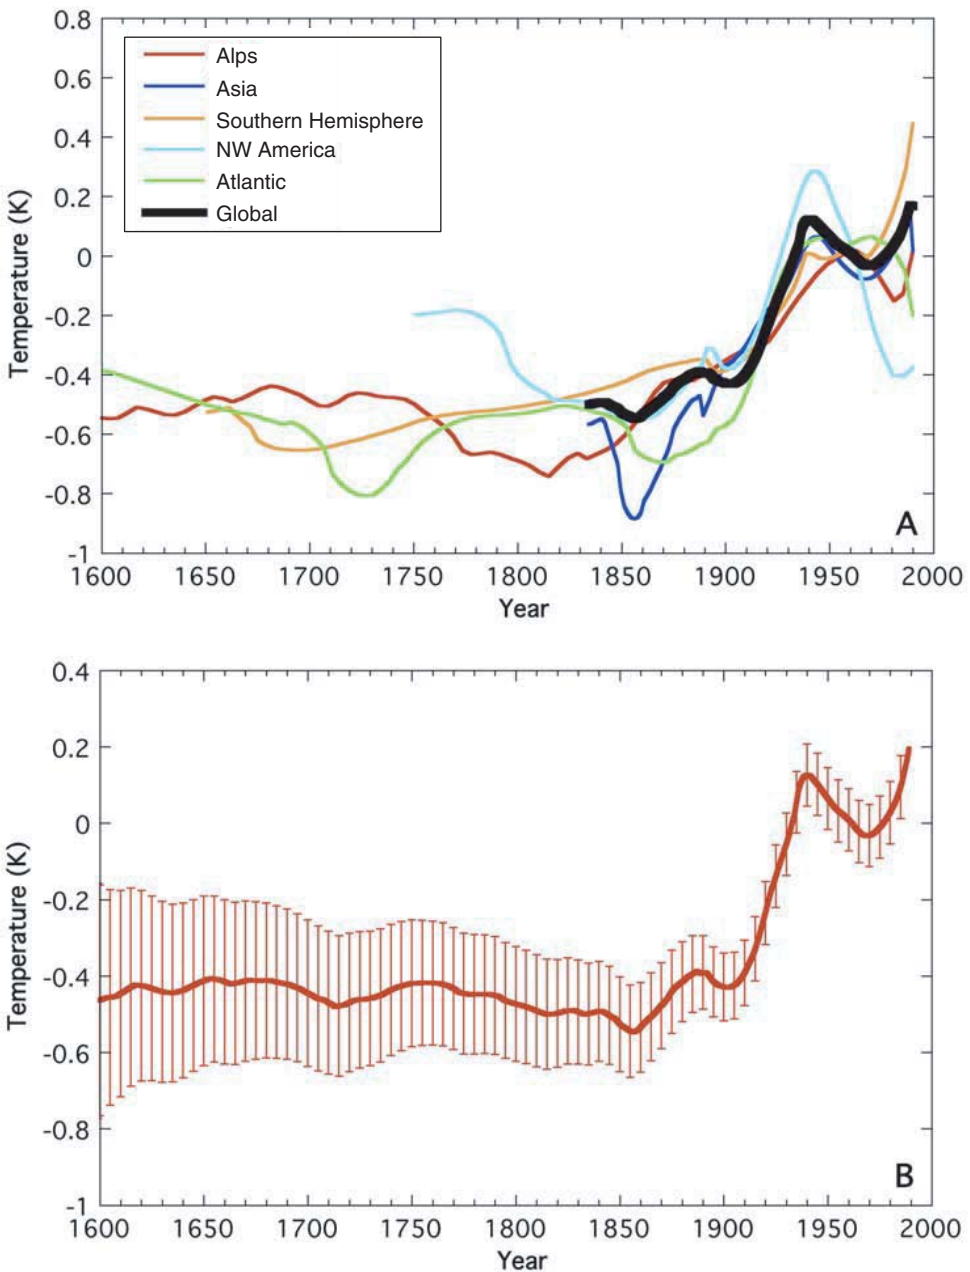 0.8
0.6
0.4
0.2
0
-0.2
-0.4
-0.6
-0.8
-1
Temperature (K)
Alps
Asia
Southern Hemisphere
NW America
Atlantic
Global
A
1600 1650 1700 1750 1800 1850 1900 1950 2000
Year
0.4
0.2
0
-0.2
-0.4
-0.6
-0.8
-1
Temperature (K)
B
1600 1650 1700 1750 1800 1850 1900 1950 2000
Year